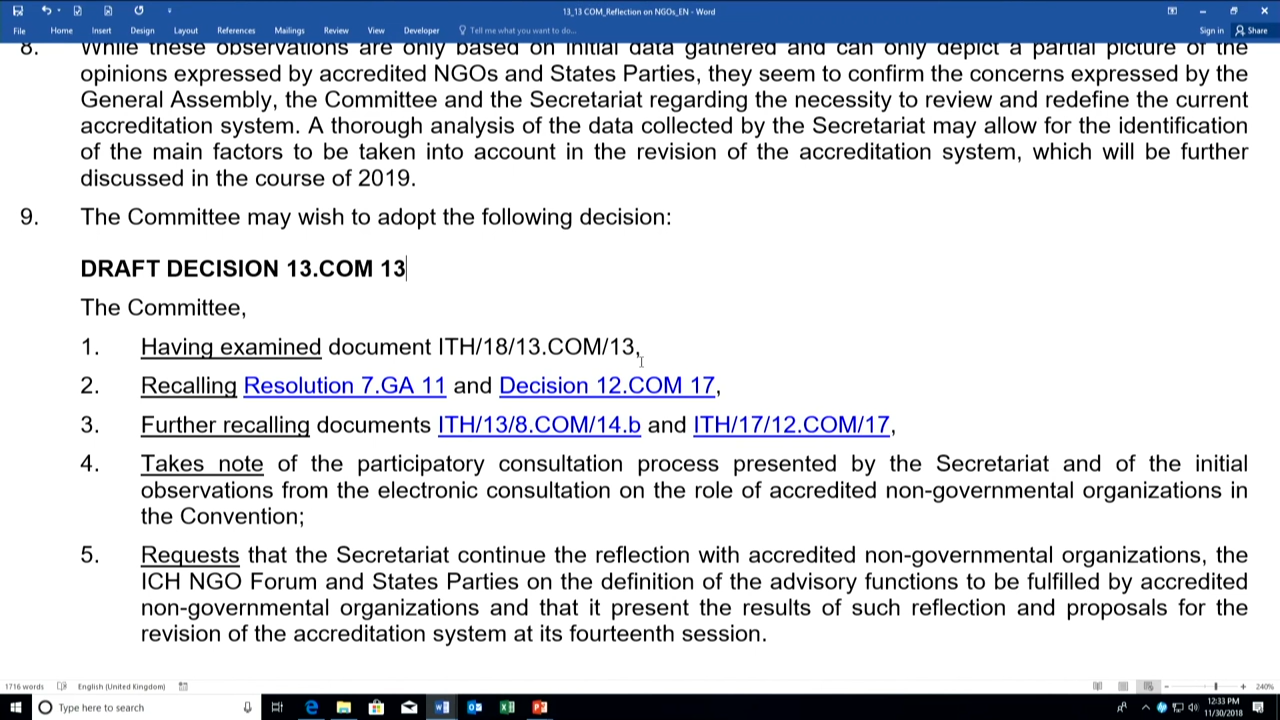 13_13 COM_Reflection on NGOs_EN - Word
File Home Insert Design Layout References Mailings Review View Developer Tell me what you want to do... Sign in Share
8. While these observations are only based on initial data gathered and can only depict a partial picture of the
opinions expressed by accredited NGOs and States Parties, they seem to confirm the concerns expressed by the
General Assembly, the Committee and the Secretariat regarding the necessity to review and redefine the current
accreditation system. A thorough analysis of the data collected by the Secretariat may allow for the identification
of the main factors to be taken into account in the revision of the accreditation system, which will be further
discussed in the course of 2019.
9. The Committee may wish to adopt the following decision:
DRAFT DECISION 13.COM 13
The Committee,
1. Having examined document ITH/18/13.COM/13,
2. Recalling Resolution 7.GA 11 and Decision 12.COM 17,
3. Further recalling documents ITH/13/8.COM/14.b and ITH/17/12.COM/17,
4. Takes note of the participatory consultation process presented by the Secretariat and of the initial
observations from the electronic consultation on the role of accredited non-governmental organizations in
the Convention;
5. Requests that the Secretariat continue the reflection with accredited non-governmental organizations, the
ICH NGO Forum and States Parties on the definition of the advisory functions to be fulfilled by accredited
non-governmental organizations and that it present the results of such reflection and proposals for the
revision of the accreditation system at its fourteenth session.
1716 words English (United Kingdom) 240%
Type here to search 12:33 PM
11/30/2018